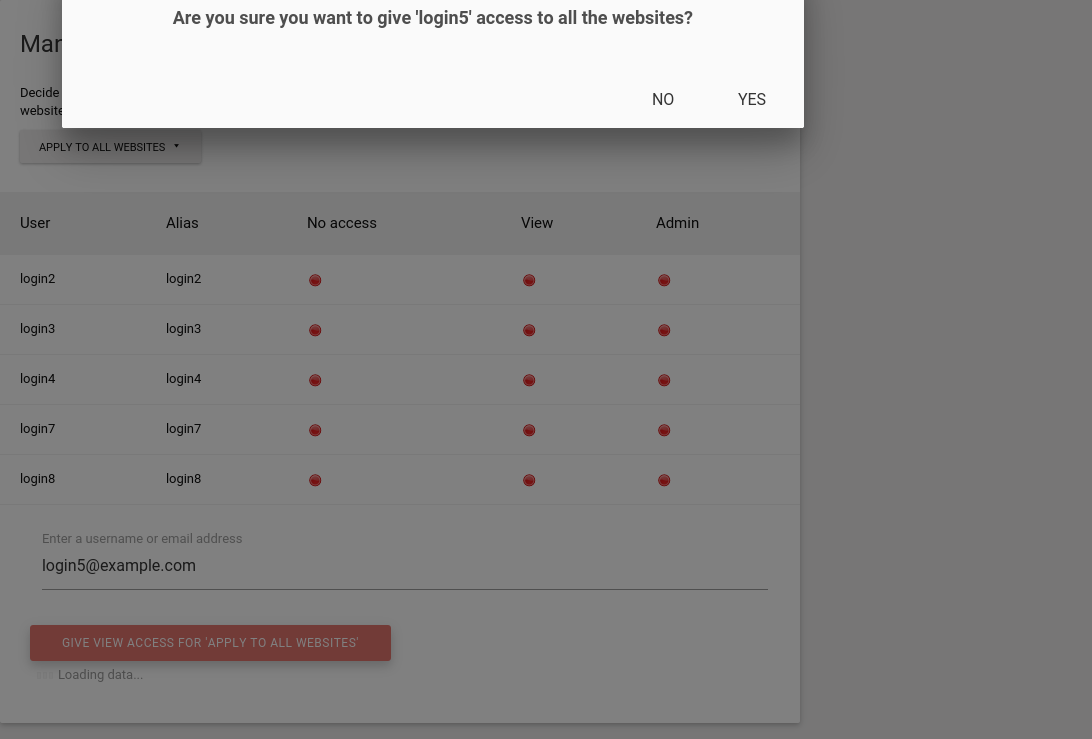 Are you sure you want to give 'login5' access to all the websites?
NO YES
Decide
APPLY TO ALL WEBSITES
User Alias No access View Admin
login2 login2
login3 login3
login4 login4
login7 login7
login8 login8
Enter a username or email address
login5@example.com
GIVE VIEW ACCESS FOR 'APPLY TO ALL WEBSITES'
Loading data...